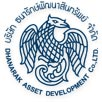 บริษัท ธนารักษ์พัฒนาสินทรัพย์ จำกัด
DHANARAK ASSET DEVELOPMENT Co.,LTD.